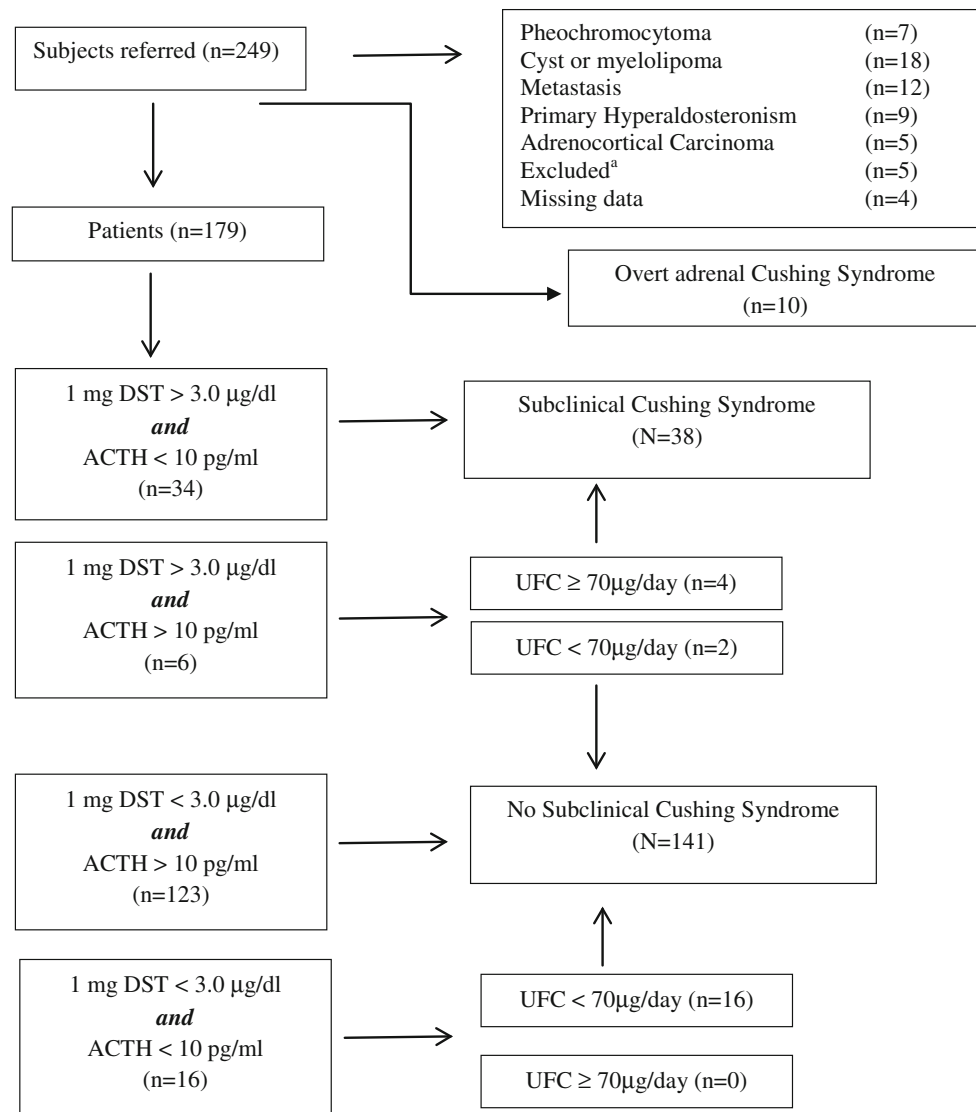 Subjects referred (n=249)
Pheochromocytoma (n=7)
Cyst or myelolipoma (n=18)
Metastasis (n=12)
Primary Hyperaldosteronism (n=9)
Adrenocortical Carcinoma (n=5)
Excludedᵃ (n=5)
Missing data (n=4)
Patients (n=179)
Overt adrenal Cushing Syndrome
(n=10)
1 mg DST > 3.0 µg/dl
and
ACTH < 10 pg/ml
(n=34)
Subclinical Cushing Syndrome
(N=38)
1 mg DST > 3.0 µg/dl
and
ACTH > 10 pg/ml
(n=6)
UFC ≥ 70µg/day (n=4)
UFC < 70µg/day (n=2)
1 mg DST < 3.0 µg/dl
and
ACTH > 10 pg/ml
(n=123)
No Subclinical Cushing Syndrome
(N=141)
1 mg DST < 3.0 µg/dl
and
ACTH < 10 pg/ml
(n=16)
UFC < 70µg/day (n=16)
UFC ≥ 70µg/day (n=0)